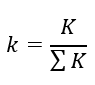 k = K / ∑ K